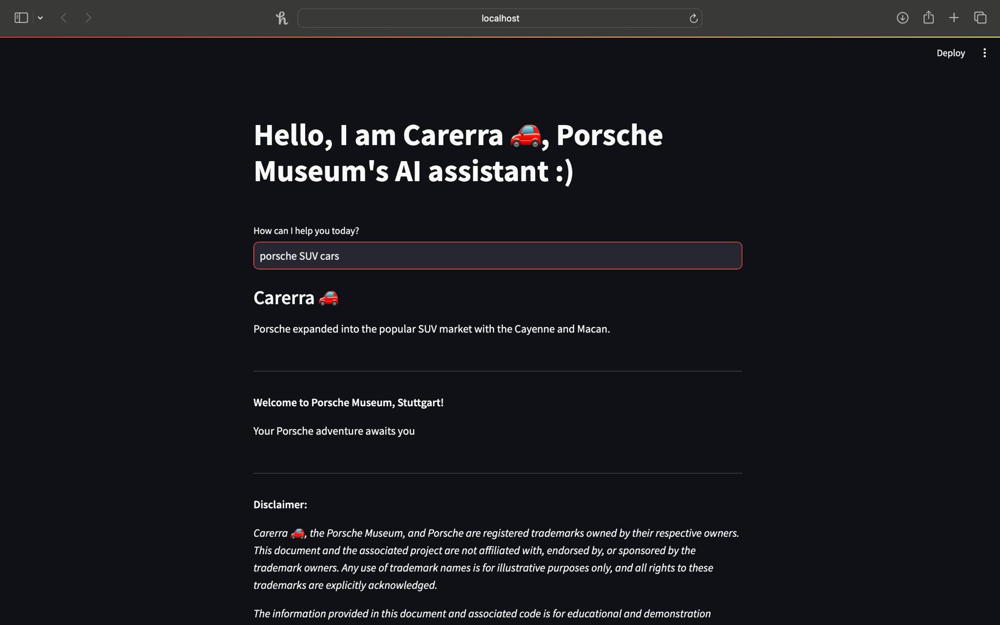 localhost
Deploy
Hello, I am Carerra 🚗, Porsche
Museum's AI assistant :)
How can I help you today?
porsche SUV cars
Carerra 🚗
Porsche expanded into the popular SUV market with the Cayenne and Macan.
Welcome to Porsche Museum, Stuttgart!
Your Porsche adventure awaits you
Disclaimer:
Carerra 🚗, the Porsche Museum, and Porsche are registered trademarks owned by their respective owners.
This document and the associated project are not affiliated with, endorsed by, or sponsored by the
trademark owners. Any use of trademark names is for illustrative purposes only, and all rights to these
trademarks are explicitly acknowledged.
The information provided in this document and associated code is for educational and demonstration